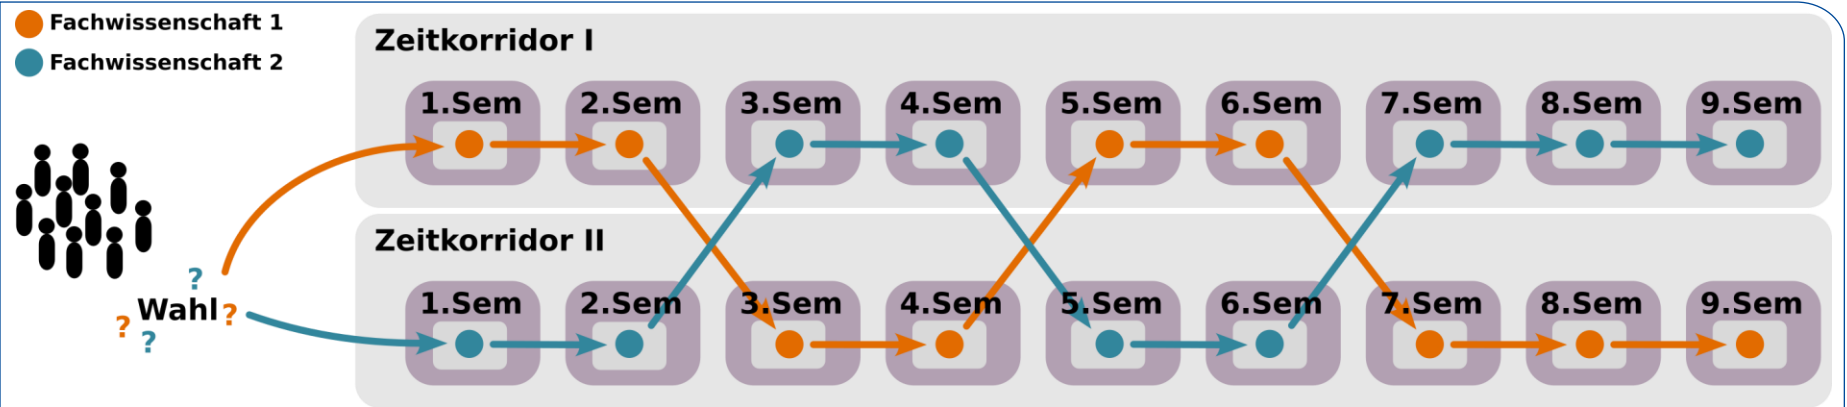 Fachwissenschaft 1
Fachwissenschaft 2
Zeitkorridor I
1.Sem 2.Sem 3.Sem 4.Sem 5.Sem 6.Sem 7.Sem 8.Sem 9.Sem
Zeitkorridor II
1.Sem 2.Sem 3.Sem 4.Sem 5.Sem 6.Sem 7.Sem 8.Sem 9.Sem
?
Wahl?
? ?